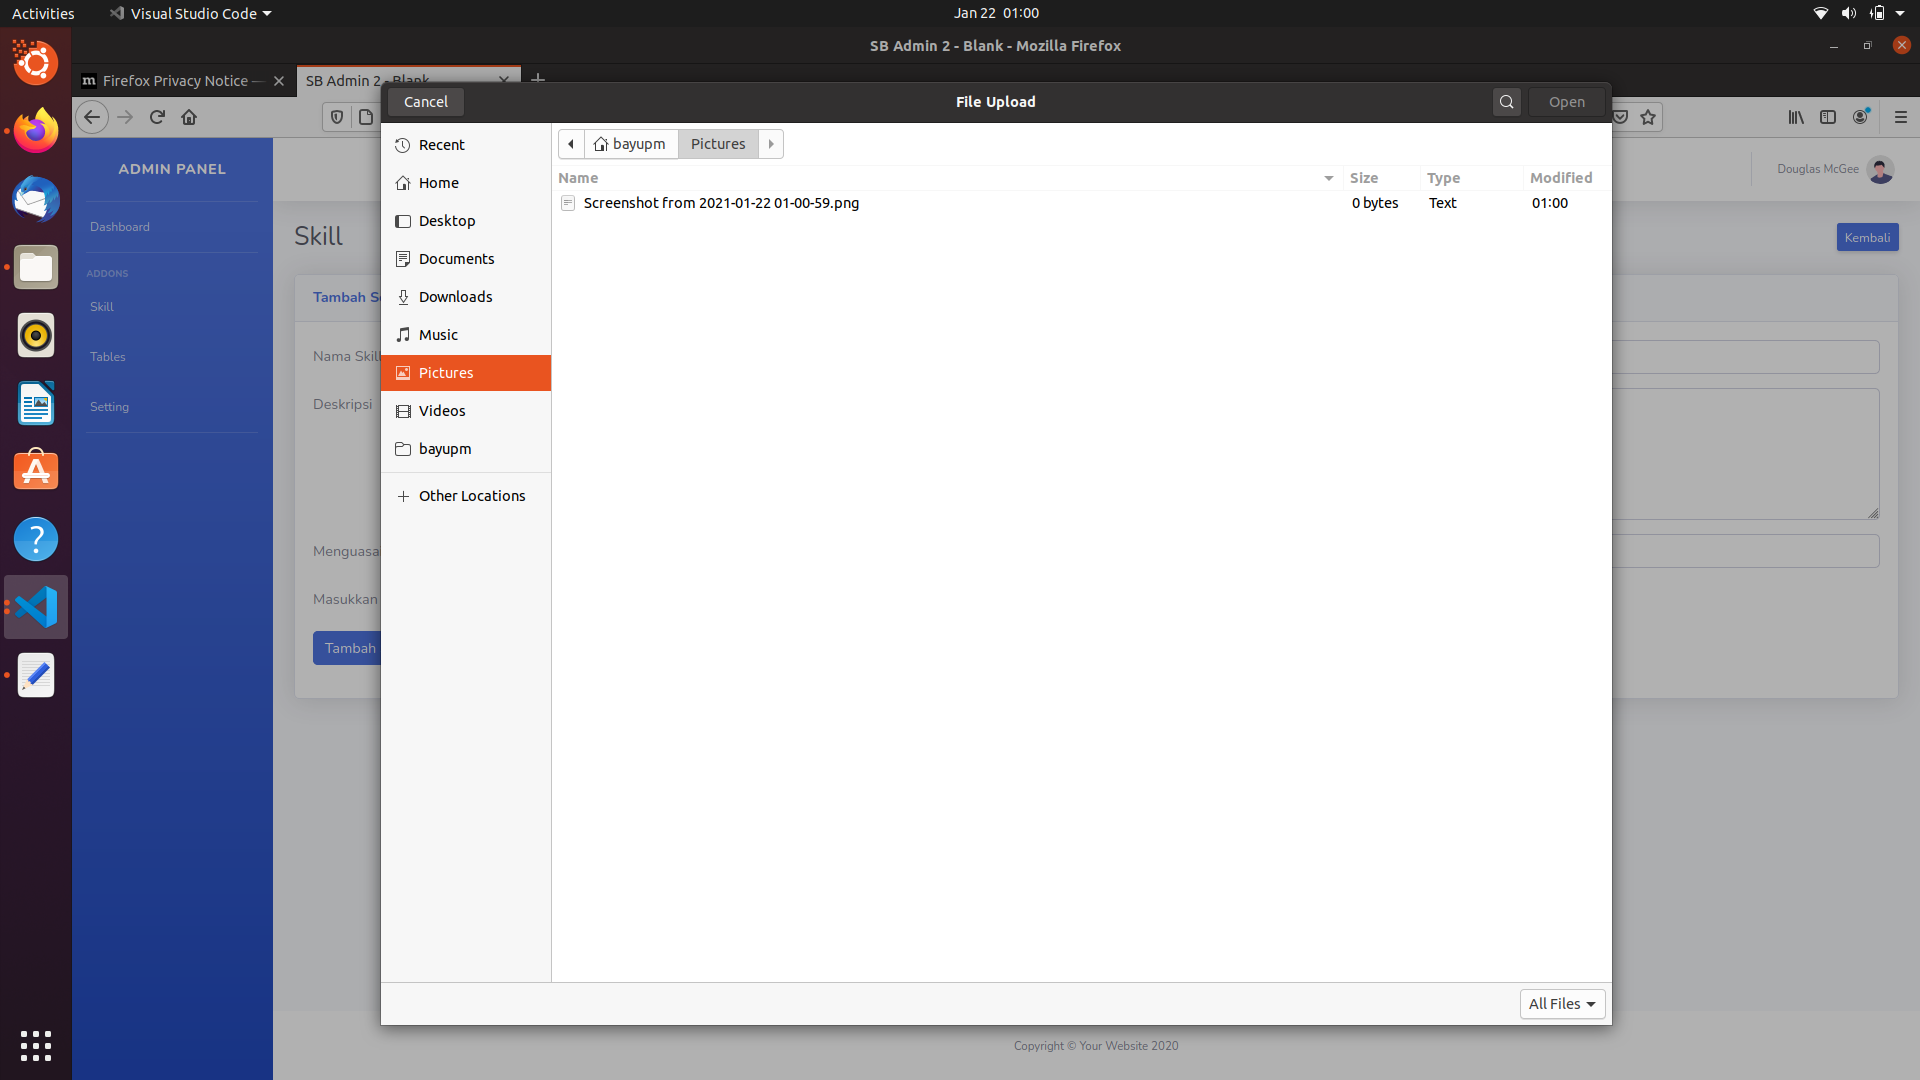 Activities
Visual Studio Code
Jan 22 01:00
SB Admin 2 - Blank - Mozilla Firefox
m Firefox Privacy Notice —
SB Admin 2 - Blank
Cancel
File Upload
Open
ADMIN PANEL
Dashboard
ADDONS
Skill
Tables
Setting
Recent
Home
Desktop
Documents
Downloads
Music
Pictures
Videos
bayupm
Other Locations
bayupm
Pictures
Name Size Type Modified
Screenshot from 2021-01-22 01-00-59.png 0 bytes Text 01:00
Douglas McGee
Skill
Kembali
Tambah
Nama Skill
Deskripsi
Masukkan
Tambah
All Files
Copyright © Your Website 2020